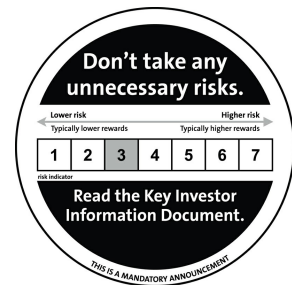 Don't take any
unnecessary risks.
Lower risk Higher risk
Typically lower rewards Typically higher rewards
1 2 3 4 5 6 7
risk indicator
Read the Key Investor
Information Document.
THIS IS A MANDATORY ANNOUNCEMENT